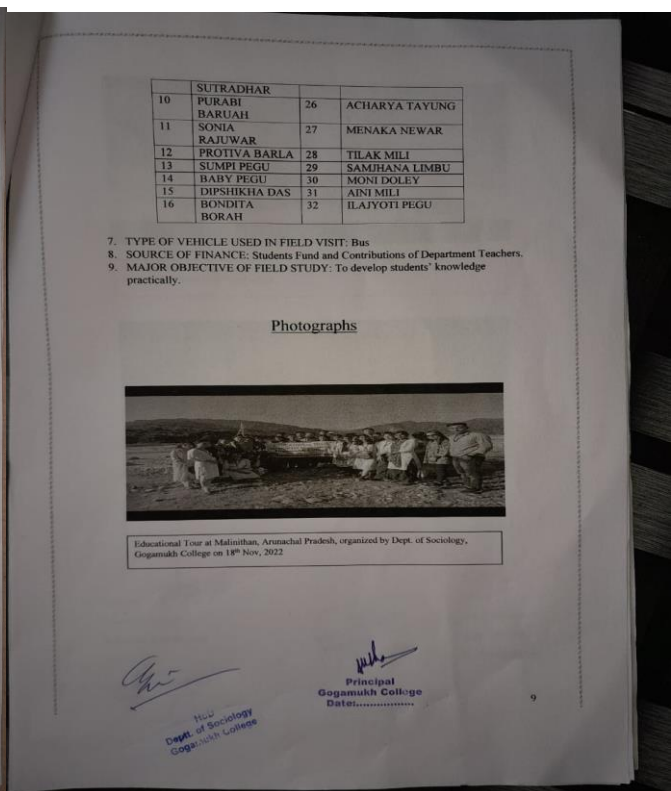 SUTRADHAR
10 PURABI 26 ACHARYA TAYUNG
BARUAH
11 SONIA 27 MENAKA NEWAR
RAJUWAR
12 PROTIVA BARLA 28 TILAK MILI
13 SUMPI PEGU 29 SAMJHANA LIMBU
14 BABY PEGU 30 MONI DOLEY
15 DIPSHIKHA DAS 31 AINI MILI
16 BONDITA 32 ILAJYOTI PEGU
BORAH
7. TYPE OF VEHICLE USED IN FIELD VISIT: Bus
8. SOURCE OF FINANCE: Students Fund and Contributions of Department Teachers.
9. MAJOR OBJECTIVE OF FIELD STUDY: To develop students' knowledge
practically.
Photographs
Educational Tour at Malinithan, Arunachal Pradesh, organized by Dept. of Sociology,
Gogamukh College on 18th Nov, 2022
Principal
Gogamukh College
Date:.................
HOD
Deptt. of Sociology
Gogamukh College
9